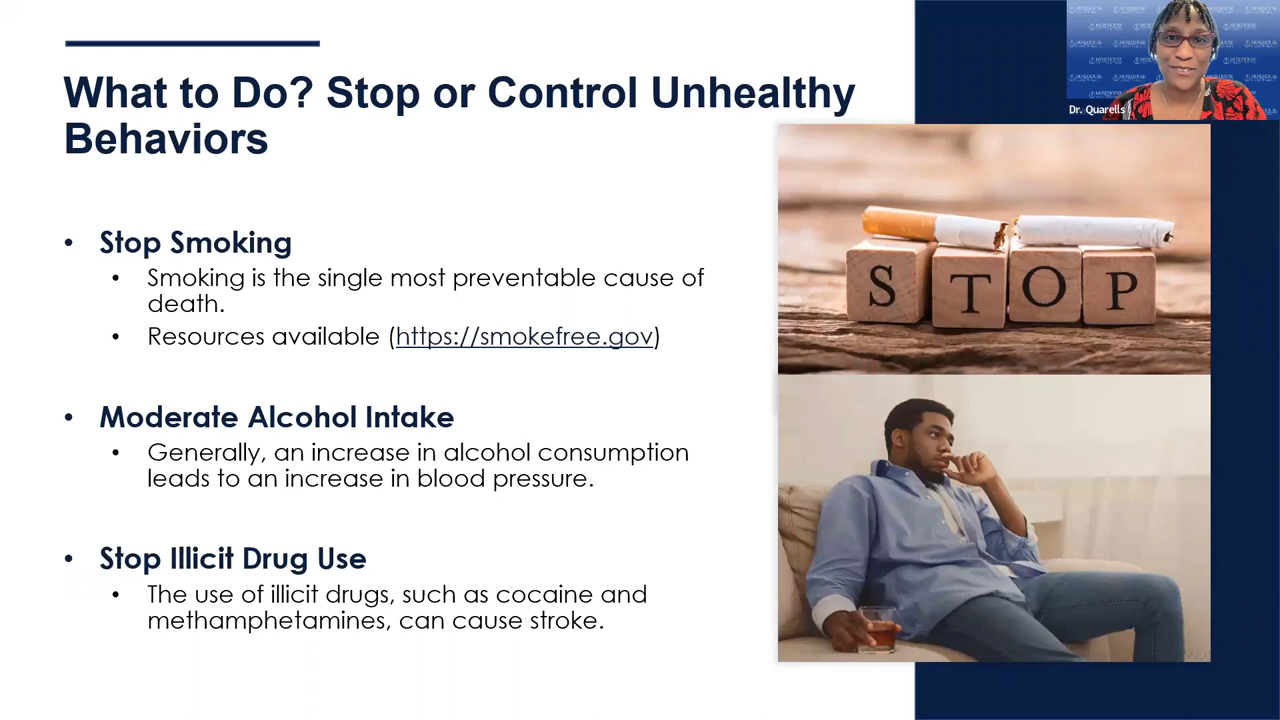 What to Do? Stop or Control Unhealthy
Behaviors
• Stop Smoking
• Smoking is the single most preventable cause of
death.
• Resources available (https://smokefree.gov)
• Moderate Alcohol Intake
• Generally, an increase in alcohol consumption
leads to an increase in blood pressure.
• Stop Illicit Drug Use
• The use of illicit drugs, such as cocaine and
methamphetamines, can cause stroke.
Dr. Quarells
STOP